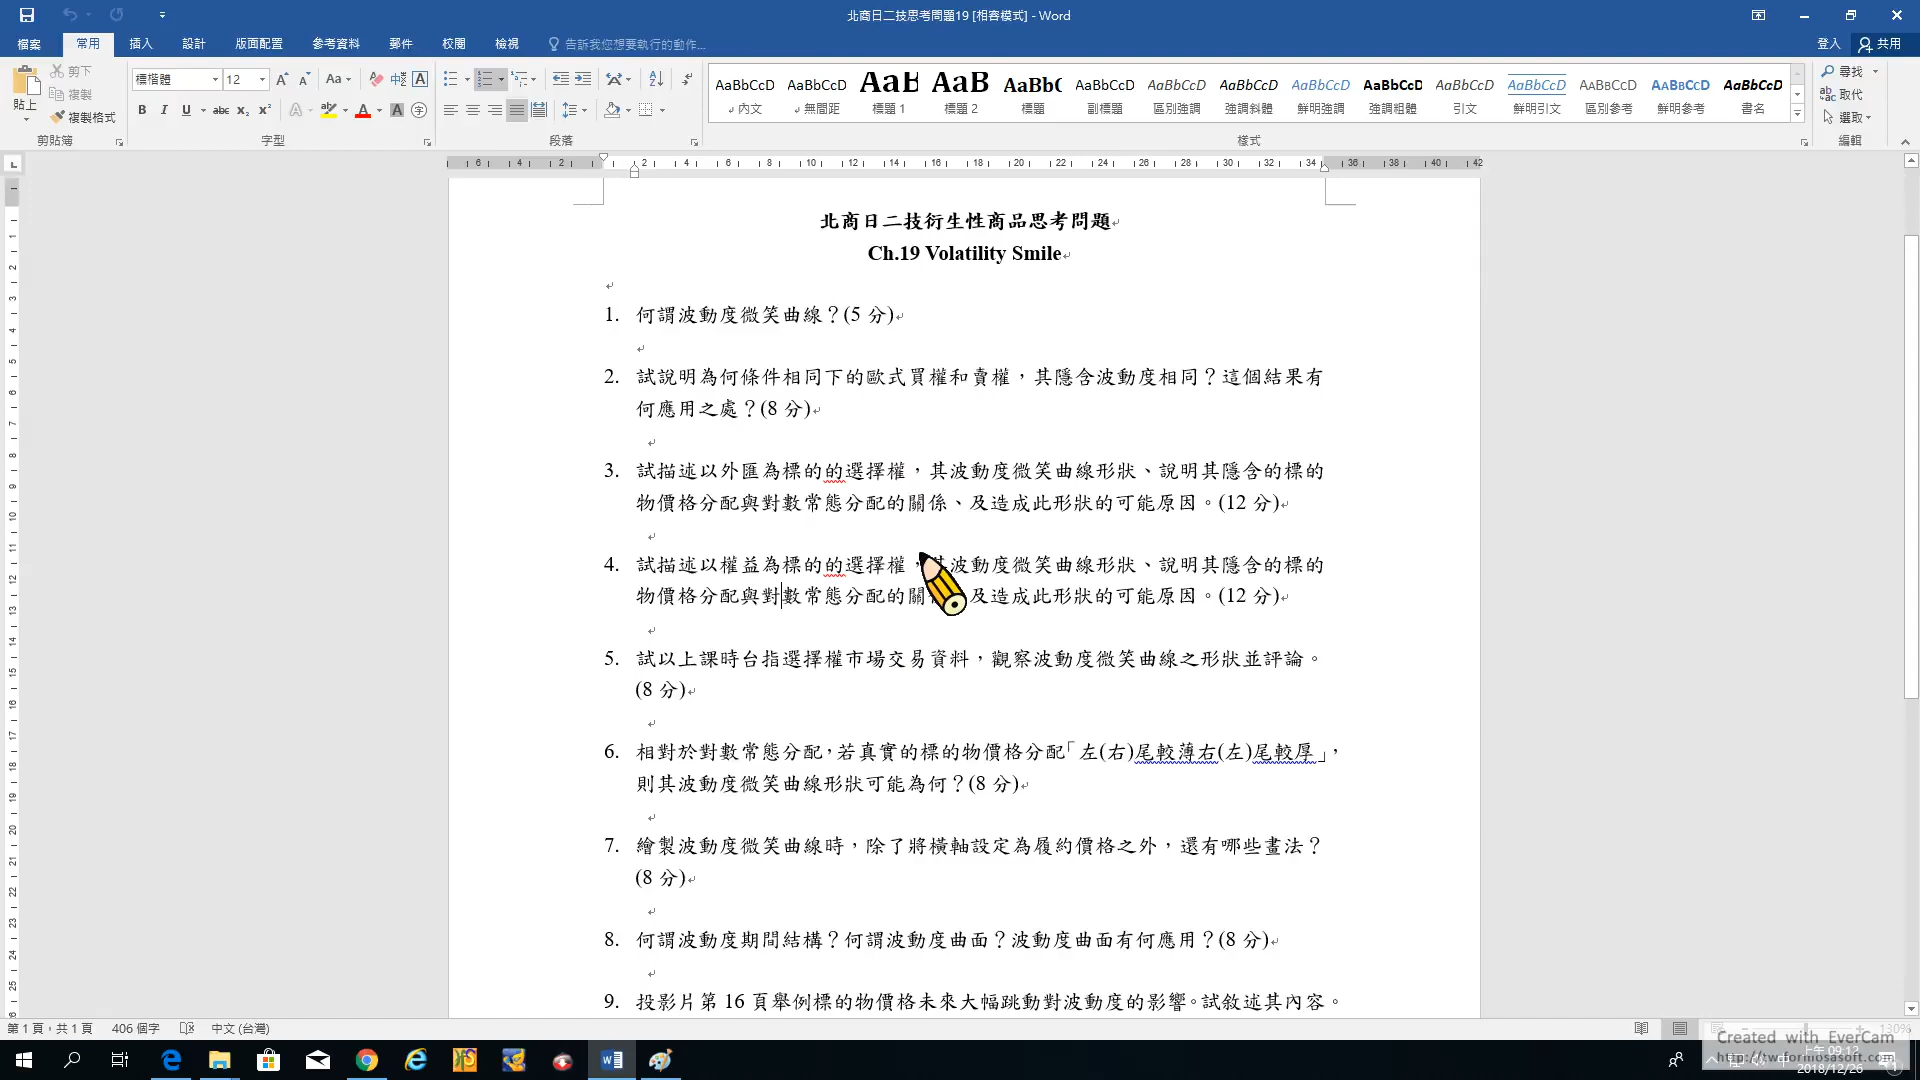 北商日二技思考問題19 [相容模式] - Word
檔案 常用 插入 設計 版面配置 參考資料 郵件 校閱 檢視 告訴我您想要執行的動作... 登入 共用
貼上 剪下 複製 複製格式
標楷體 12
剪貼簿 字型 段落 樣式 編輯
AaBbCcD AaBbCcD AaB AaBbCcD AaBbCcD AaBbCcD AaBbCcD AaBbCcD AaBbCcD AaBbCcD AaBbCcD AaBbCcD
內文 無間距 標題 1 標題 2 標題 副標題 區別強調 強調斜體 鮮明強調 強調粗體 引文 鮮明引文 區別參考 鮮明參考 書名
尋找 取代 選取
北商日二技衍生性商品思考問題
Ch.19 Volatility Smile
1. 何謂波動度微笑曲線？(5 分)
2. 試說明為何條件相同下的歐式買權和賣權，其隱含波動度相同？這個結果有
何應用之處？(8 分)
3. 試描述以外匯為標的的選擇權，其波動度微笑曲線形狀、說明其隱含的標的
物價格分配與對數常態分配的關係、及造成此形狀的可能原因。(12 分)
4. 試描述以權益為標的的選擇權，其波動度微笑曲線形狀、說明其隱含的標的
物價格分配與對數常態分配的關 及造成此形狀的可能原因。(12 分)
5. 試以上課時台指選擇權市場交易資料，觀察波動度微笑曲線之形狀並評論。
(8 分)
6. 相對於對數常態分配，若真實的標的物價格分配「左(右)尾較薄右(左)尾較厚」，
則其波動度微笑曲線形狀可能為何？(8 分)
7. 繪製波動度微笑曲線時，除了將橫軸設定為履約價格之外，還有哪些畫法？
(8 分)
8. 何謂波動度期間結構？何謂波動度曲面？波動度曲面有何應用？(8 分)
9. 投影片第 16 頁舉例標的物價格未來大幅跳動對波動度的影響。試敘述其內容。
第 1 頁，共 1 頁 406 個字 中文 (台灣) 130%
Created with EverCam
http://tw.formosasoft.com
上午 09:12
2018/12/26